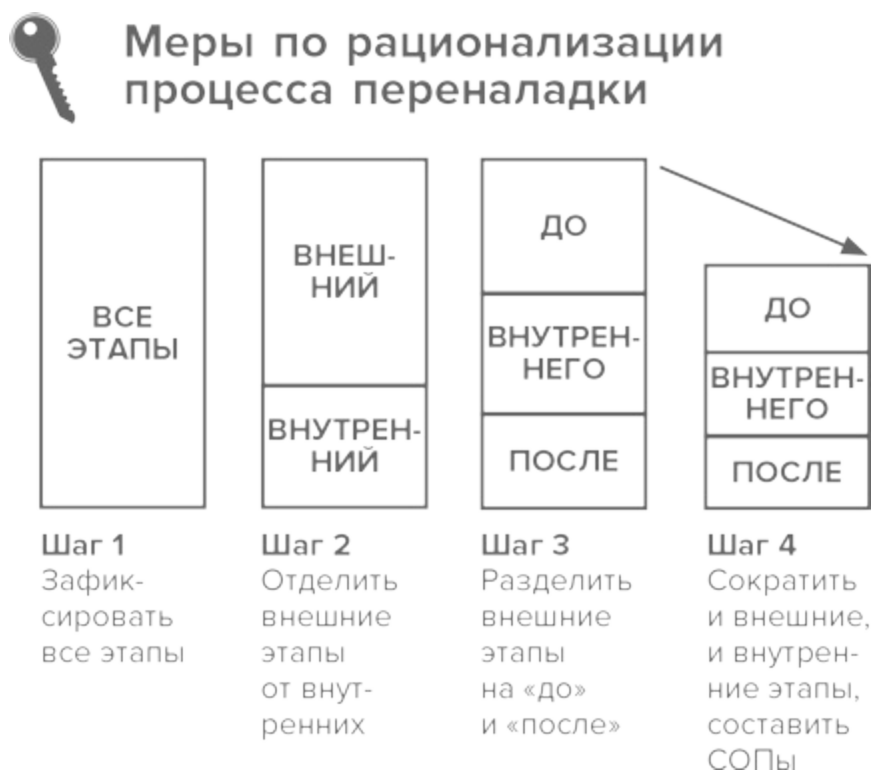 Меры по рационализации
процесса переналадки
ВСЕ
ЭТАПЫ
ВНЕШ-
НИЙ
ВНУТРЕН-
НИЙ
ДО
ВНУТРЕН-
НЕГО
ПОСЛЕ
ДО
ВНУТРЕН-
НЕГО
ПОСЛЕ
Шаг 1
Зафик-
сировать
все этапы
Шаг 2
Отделить
внешние
этапы
от внут-
ренних
Шаг 3
Разделить
внешние
этапы
на «до»
и «после»
Шаг 4
Сократить
и внешние,
и внутрен-
ние этапы,
составить
СОПы